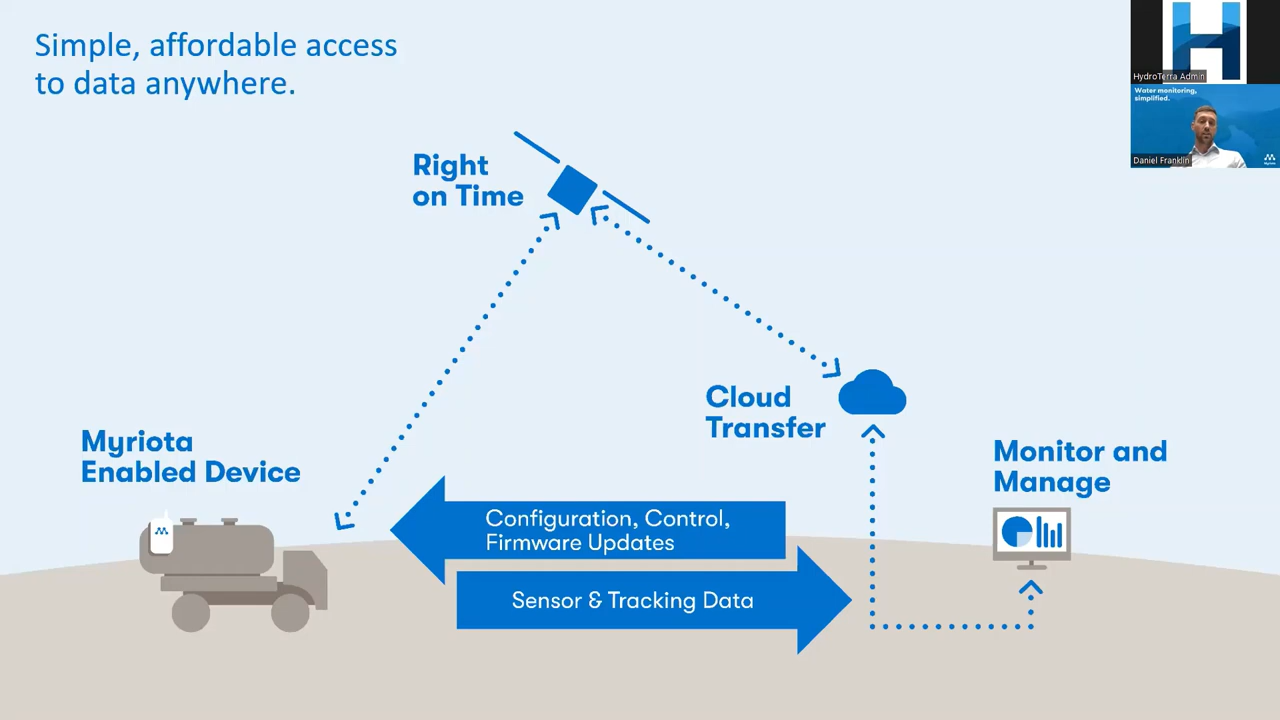 Simple, affordable access
to data anywhere.
HydroTerra Admin
Water monitoring,
simplified.
Daniel Franklin
Myriota
Right
on Time
Cloud
Transfer
Myriota
Enabled Device
Monitor and
Manage
Configuration, Control,
Firmware Updates
Sensor & Tracking Data